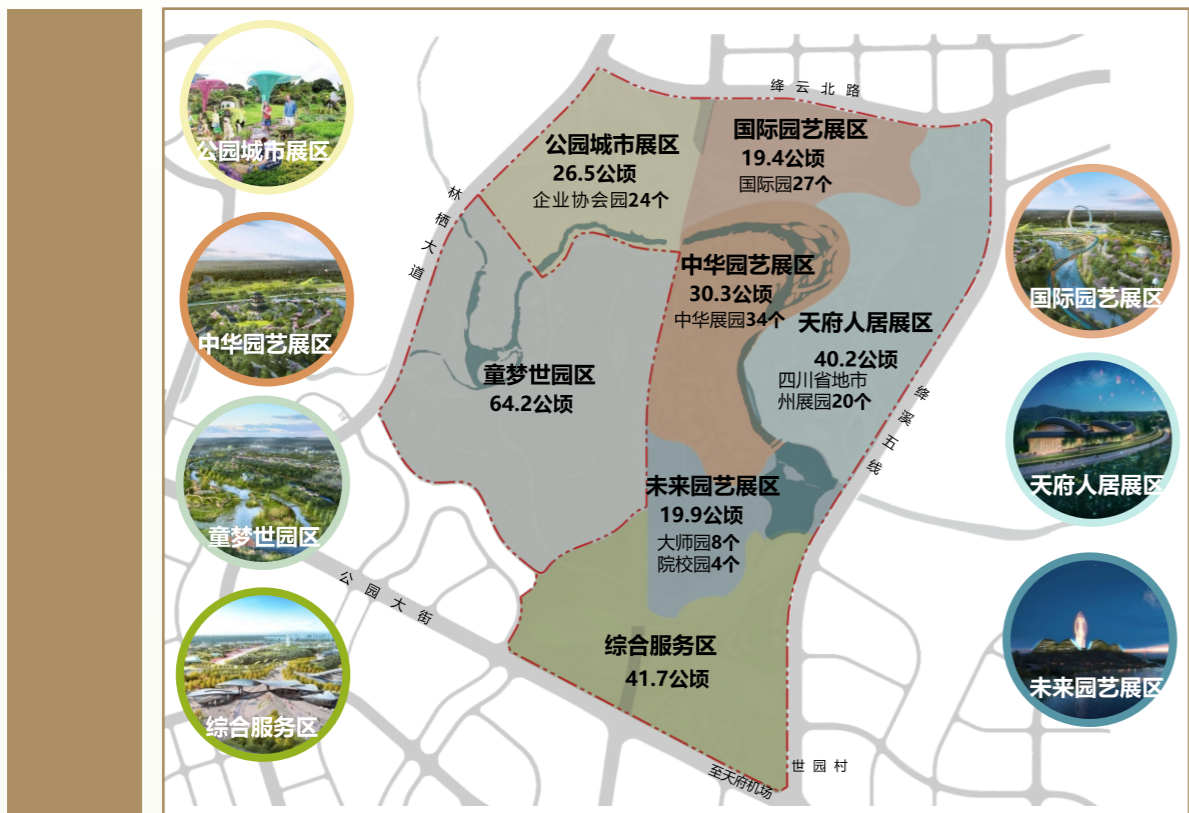 公园城市展区
中华园艺展区
童梦世园区
综合服务区
绛云北路
林栖大道
公园城市展区
26.5公顷
企业协会园24个
国际园艺展区
19.4公顷
国际园27个
中华园艺展区
30.3公顷
中华展园34个
天府人居展区
40.2公顷
四川省地市
州展园20个
童梦世园区
64.2公顷
绛溪五线
未来园艺展区
19.9公顷
大师园8个
院校园4个
公园大街
综合服务区
41.7公顷
世园村
至天府机场
国际园艺展区
天府人居展区
未来园艺展区